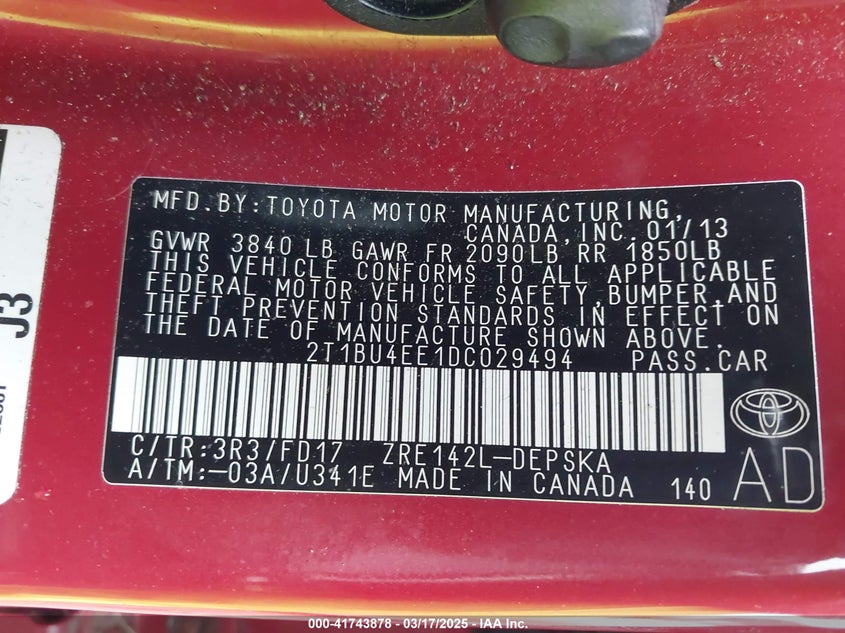 MFD.BY:TOYOTA MOTOR MANUFACTURING,
CANADA,INC. 01/13
GVWR 3840 LB GAWR FR 2090LB RR 1850LB
THIS VEHICLE CONFORMS TO ALL APPLICABLE
FEDERAL MOTOR VEHICLE SAFETY,BUMPER,AND
THEFT PREVENTION STANDARDS IN EFFECT ON
THE DATE OF MANUFACTURE SHOWN ABOVE.
2T1BU4EE1DC029494 PASS.CAR
C/TR:3R3/FD17 ZRE142L-DEPSKA
A/TM:-03A/U341E MADE IN CANADA 140
AD
J3
000-41743878 - 03/17/2025 - IAA Inc.